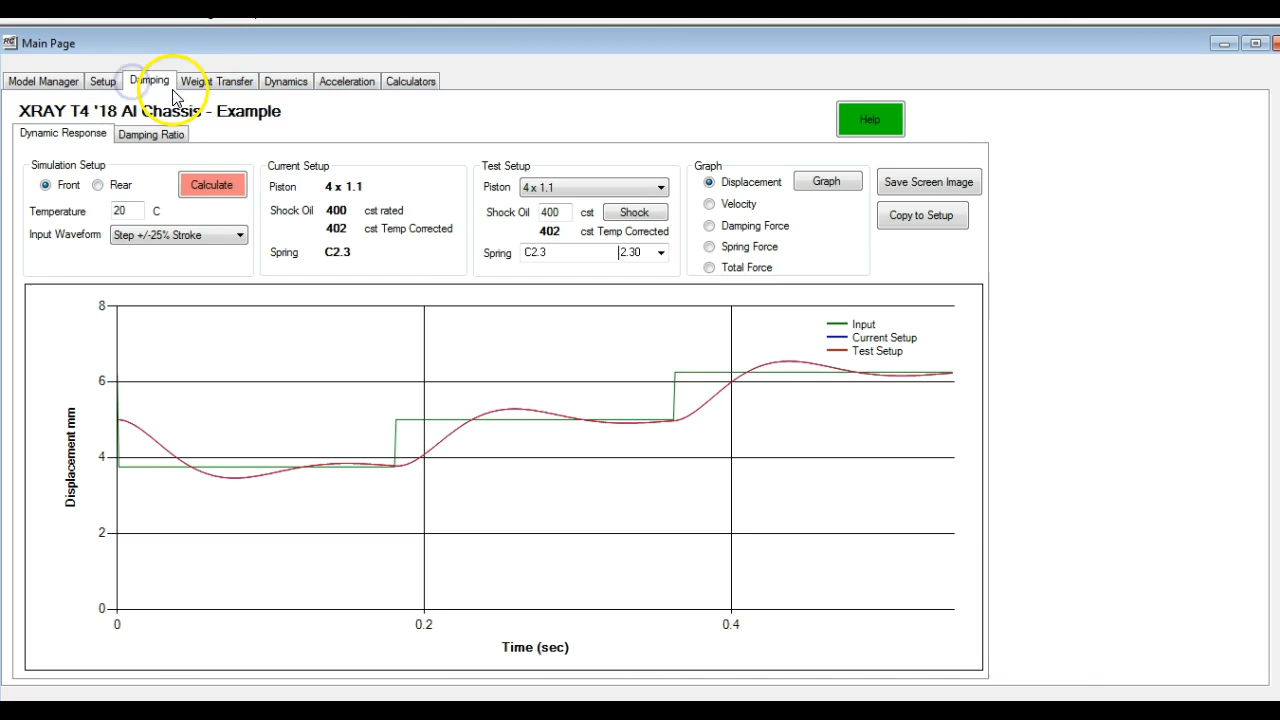 Main Page
Model Manager Setup Damping Weight Transfer Dynamics Acceleration Calculators
XRAY T4 '18 Al Chassis - Example
Help
Dynamic Response Damping Ratio
Simulation Setup
Front Rear Calculate
Temperature 20 C
Input Waveform Step +/-25% Stroke
Current Setup
Piston 4 x 1.1
Shock Oil 400 cst rated
402 cst Temp Corrected
Spring C2.3
Test Setup
Piston 4 x 1.1
Shock Oil 400 cst Shock
402 cst Temp Corrected
Spring C2.3 2.30
Graph
Displacement Graph
Velocity
Damping Force
Spring Force
Total Force
Save Screen Image
Copy to Setup
8
6
4
2
0
Displacement mm
Input
Current Setup
Test Setup
0 0.2 0.4
Time (sec)